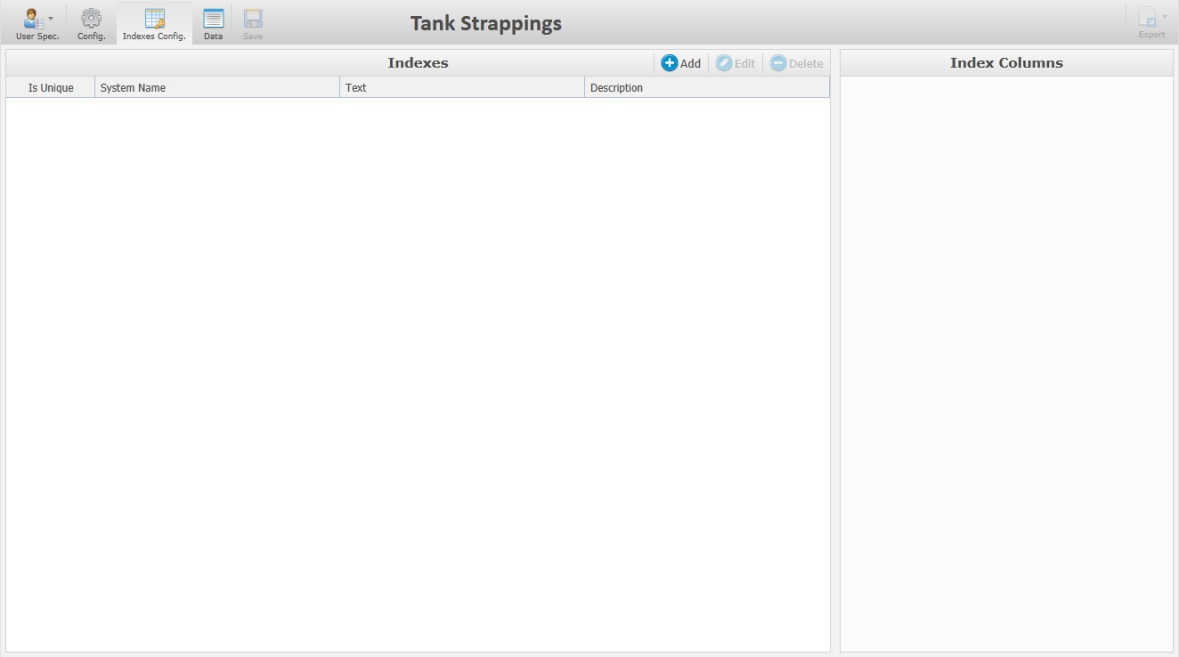 Tank Strappings
User Spec. Config. Indexes Config. Data Save Export
Indexes Add Edit Delete Index Columns
Is Unique System Name Text Description